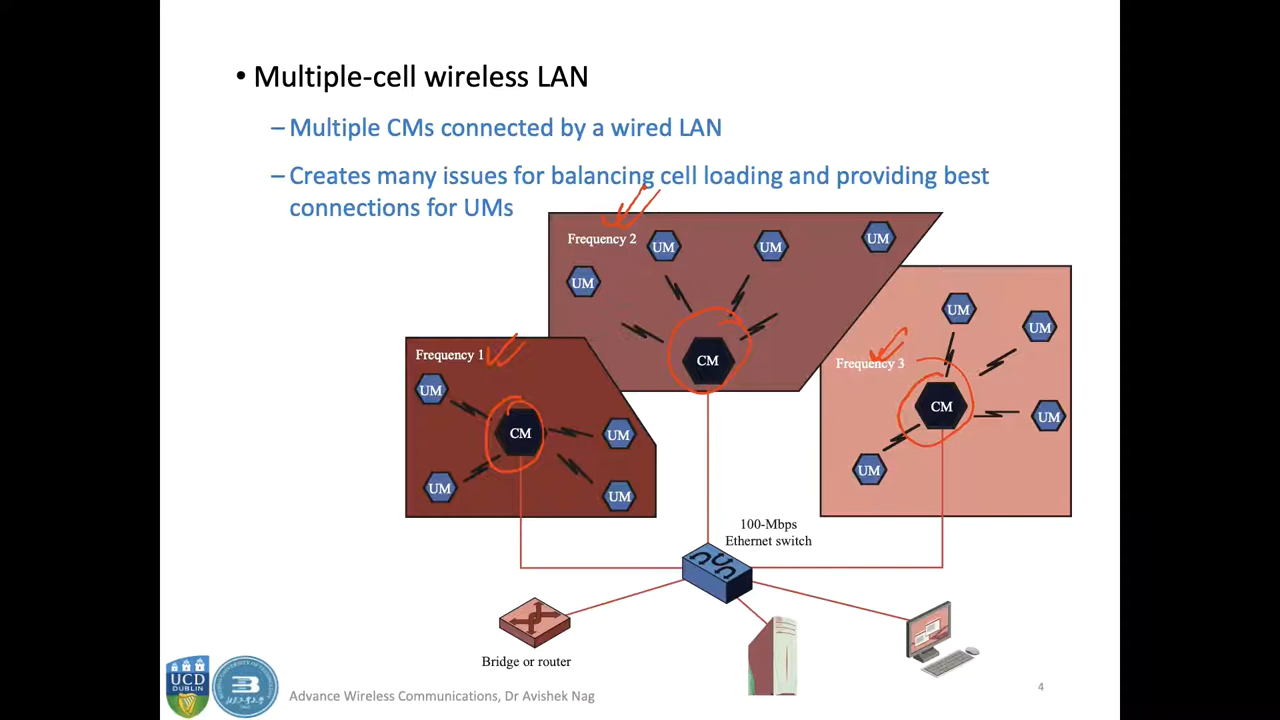 • Multiple-cell wireless LAN
– Multiple CMs connected by a wired LAN
– Creates many issues for balancing cell loading and providing best
connections for UMs
Frequency 2
UM
UM
UM
UM
CM
Frequency 1
UM
UM
UM
UM
CM
Frequency 3
UM
UM
UM
UM
CM
100-Mbps
Ethernet switch
Bridge or router
UCD
DUBLIN
Advance Wireless Communications, Dr Avishek Nag
4